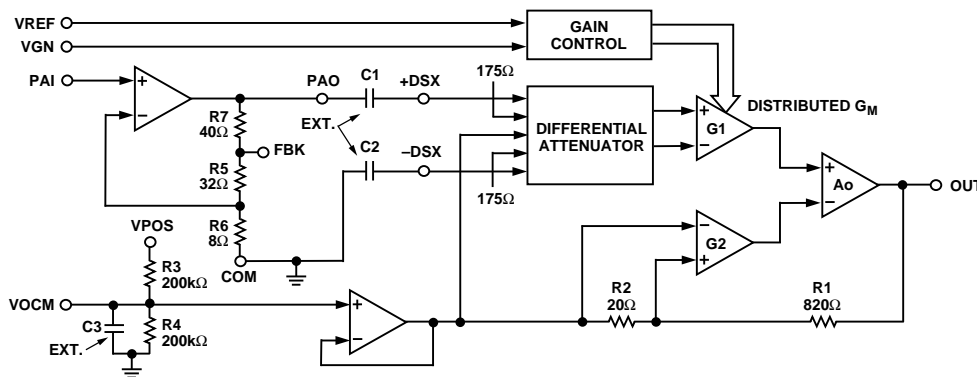 VREF
VGN
GAIN
CONTROL
PAI
PAO
C1
+DSX
175Ω
DISTRIBUTED GM
+
−
R7
40Ω
EXT.
DIFFERENTIAL
ATTENUATOR
+
G1
−
FBK
C2
−DSX
R5
32Ω
175Ω
+
Ao
−
OUT
VPOS
R6
8Ω
COM
−
G2
+
R3
200kΩ
R2
20Ω
R1
820Ω
VOCM
C3
EXT.
R4
200kΩ
+
−